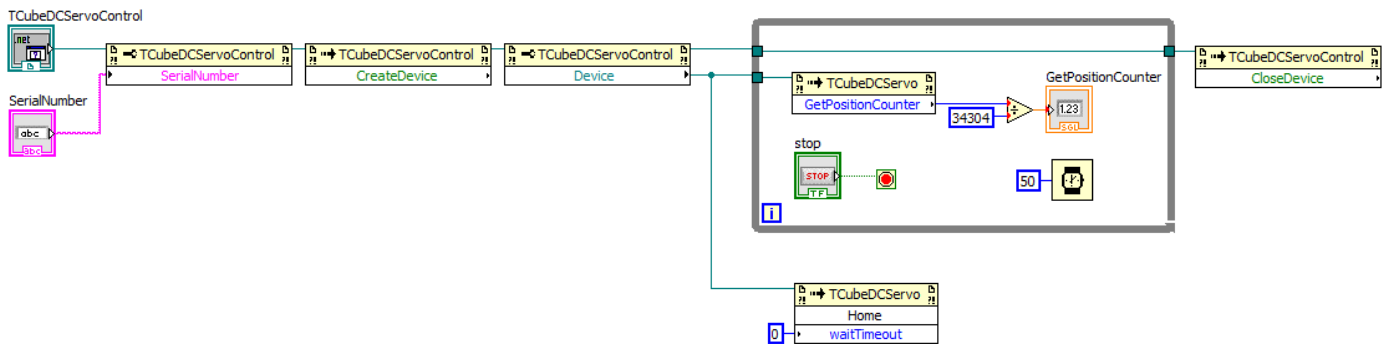 TCubeDCServoControl
.net
TCubeDCServoControl
SerialNumber
TCubeDCServoControl
CreateDevice
TCubeDCServoControl
Device
TCubeDCServoControl
CloseDevice
SerialNumber
abc
abc
TCubeDCServo
GetPositionCounter
34304
GetPositionCounter
1.23
SGL
stop
STOP
TF
50
i
TCubeDCServo
Home
0
waitTimeout